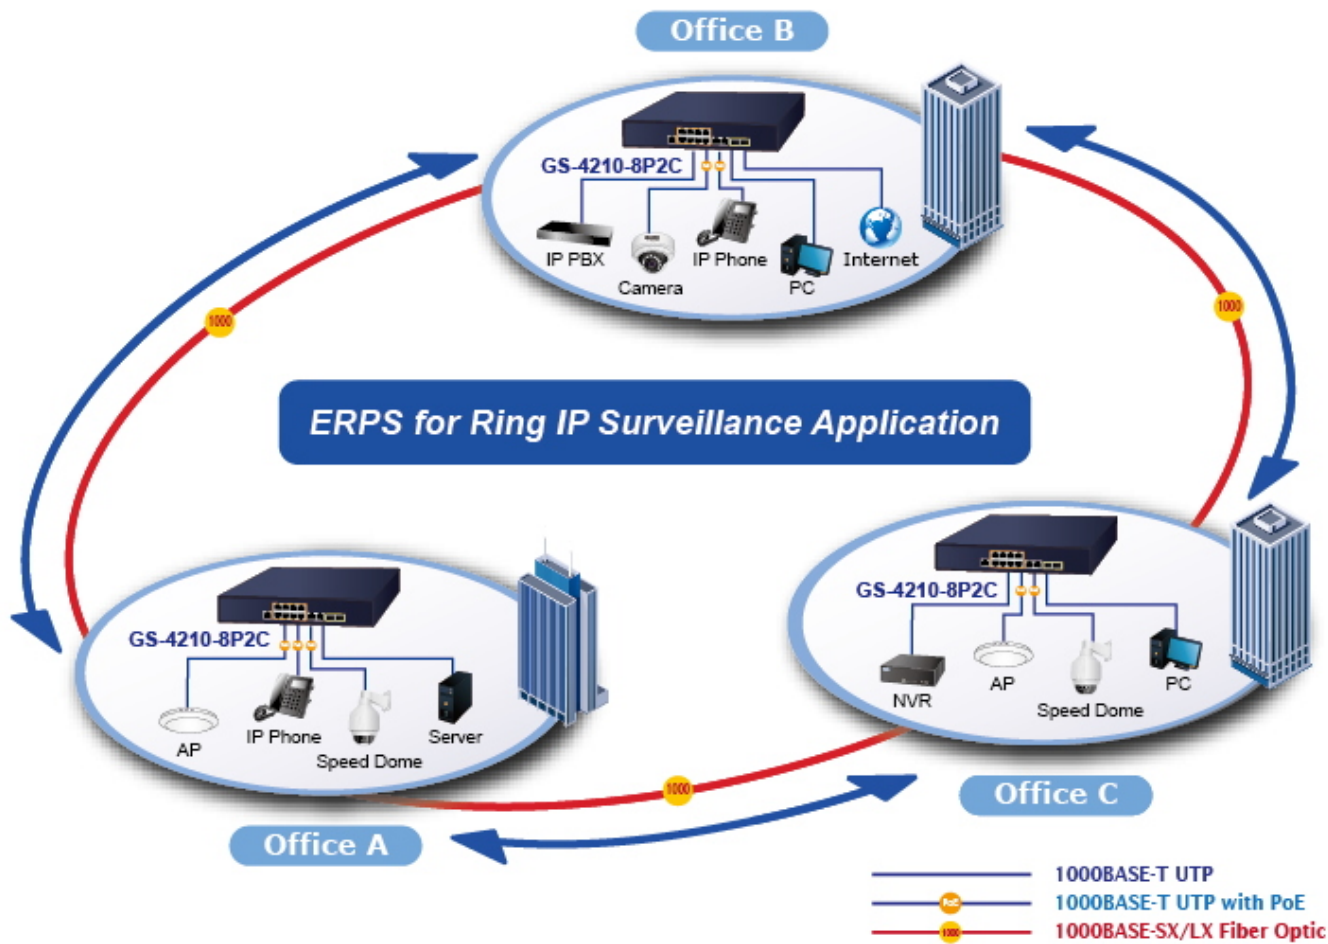 Office B
GS-4210-8P2C
IP PBX
Camera
IP Phone
PC
Internet
1000
1000
ERPS for Ring IP Surveillance Application
GS-4210-8P2C
AP
IP Phone
Speed Dome
Server
GS-4210-8P2C
NVR
AP
Speed Dome
PC
1000
Office A
Office C
1000BASE-T UTP
PoE
1000BASE-T UTP with PoE
1000
1000BASE-SX/LX Fiber Optic